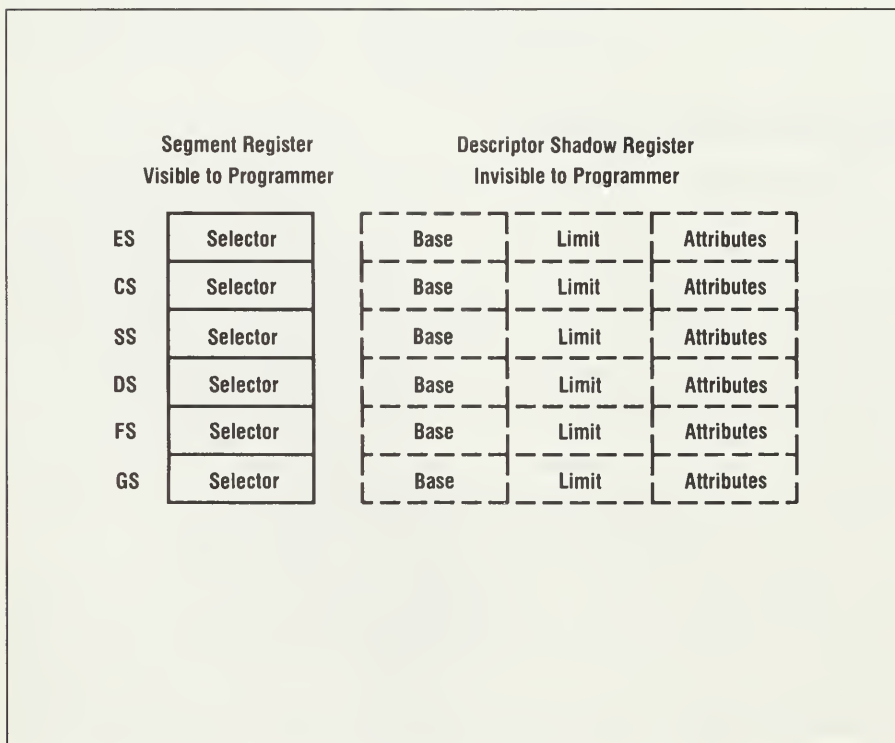 Segment Register Descriptor Shadow Register
Visible to Programmer Invisible to Programmer
ES Selector Base Limit Attributes
CS Selector Base Limit Attributes
SS Selector Base Limit Attributes
DS Selector Base Limit Attributes
FS Selector Base Limit Attributes
GS Selector Base Limit Attributes